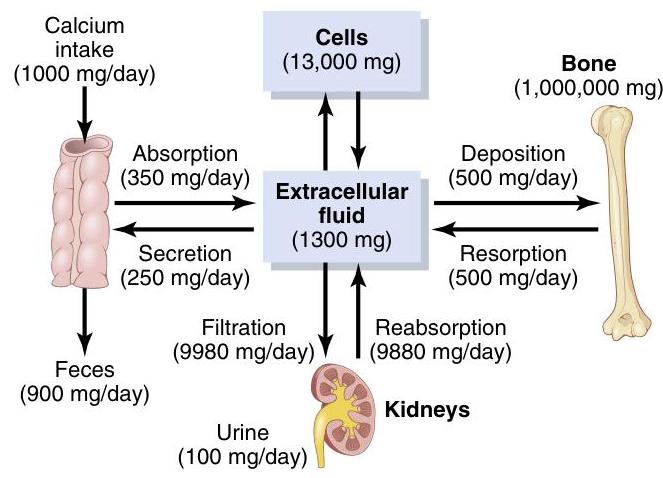 Calcium
intake
(1000 mg/day)
Cells
(13,000 mg)
Bone
(1,000,000 mg)
Absorption
(350 mg/day)
Secretion
(250 mg/day)
Extracellular
fluid
(1300 mg)
Deposition
(500 mg/day)
Resorption
(500 mg/day)
Filtration
(9980 mg/day)
Reabsorption
(9880 mg/day)
Feces
(900 mg/day)
Kidneys
Urine
(100 mg/day)